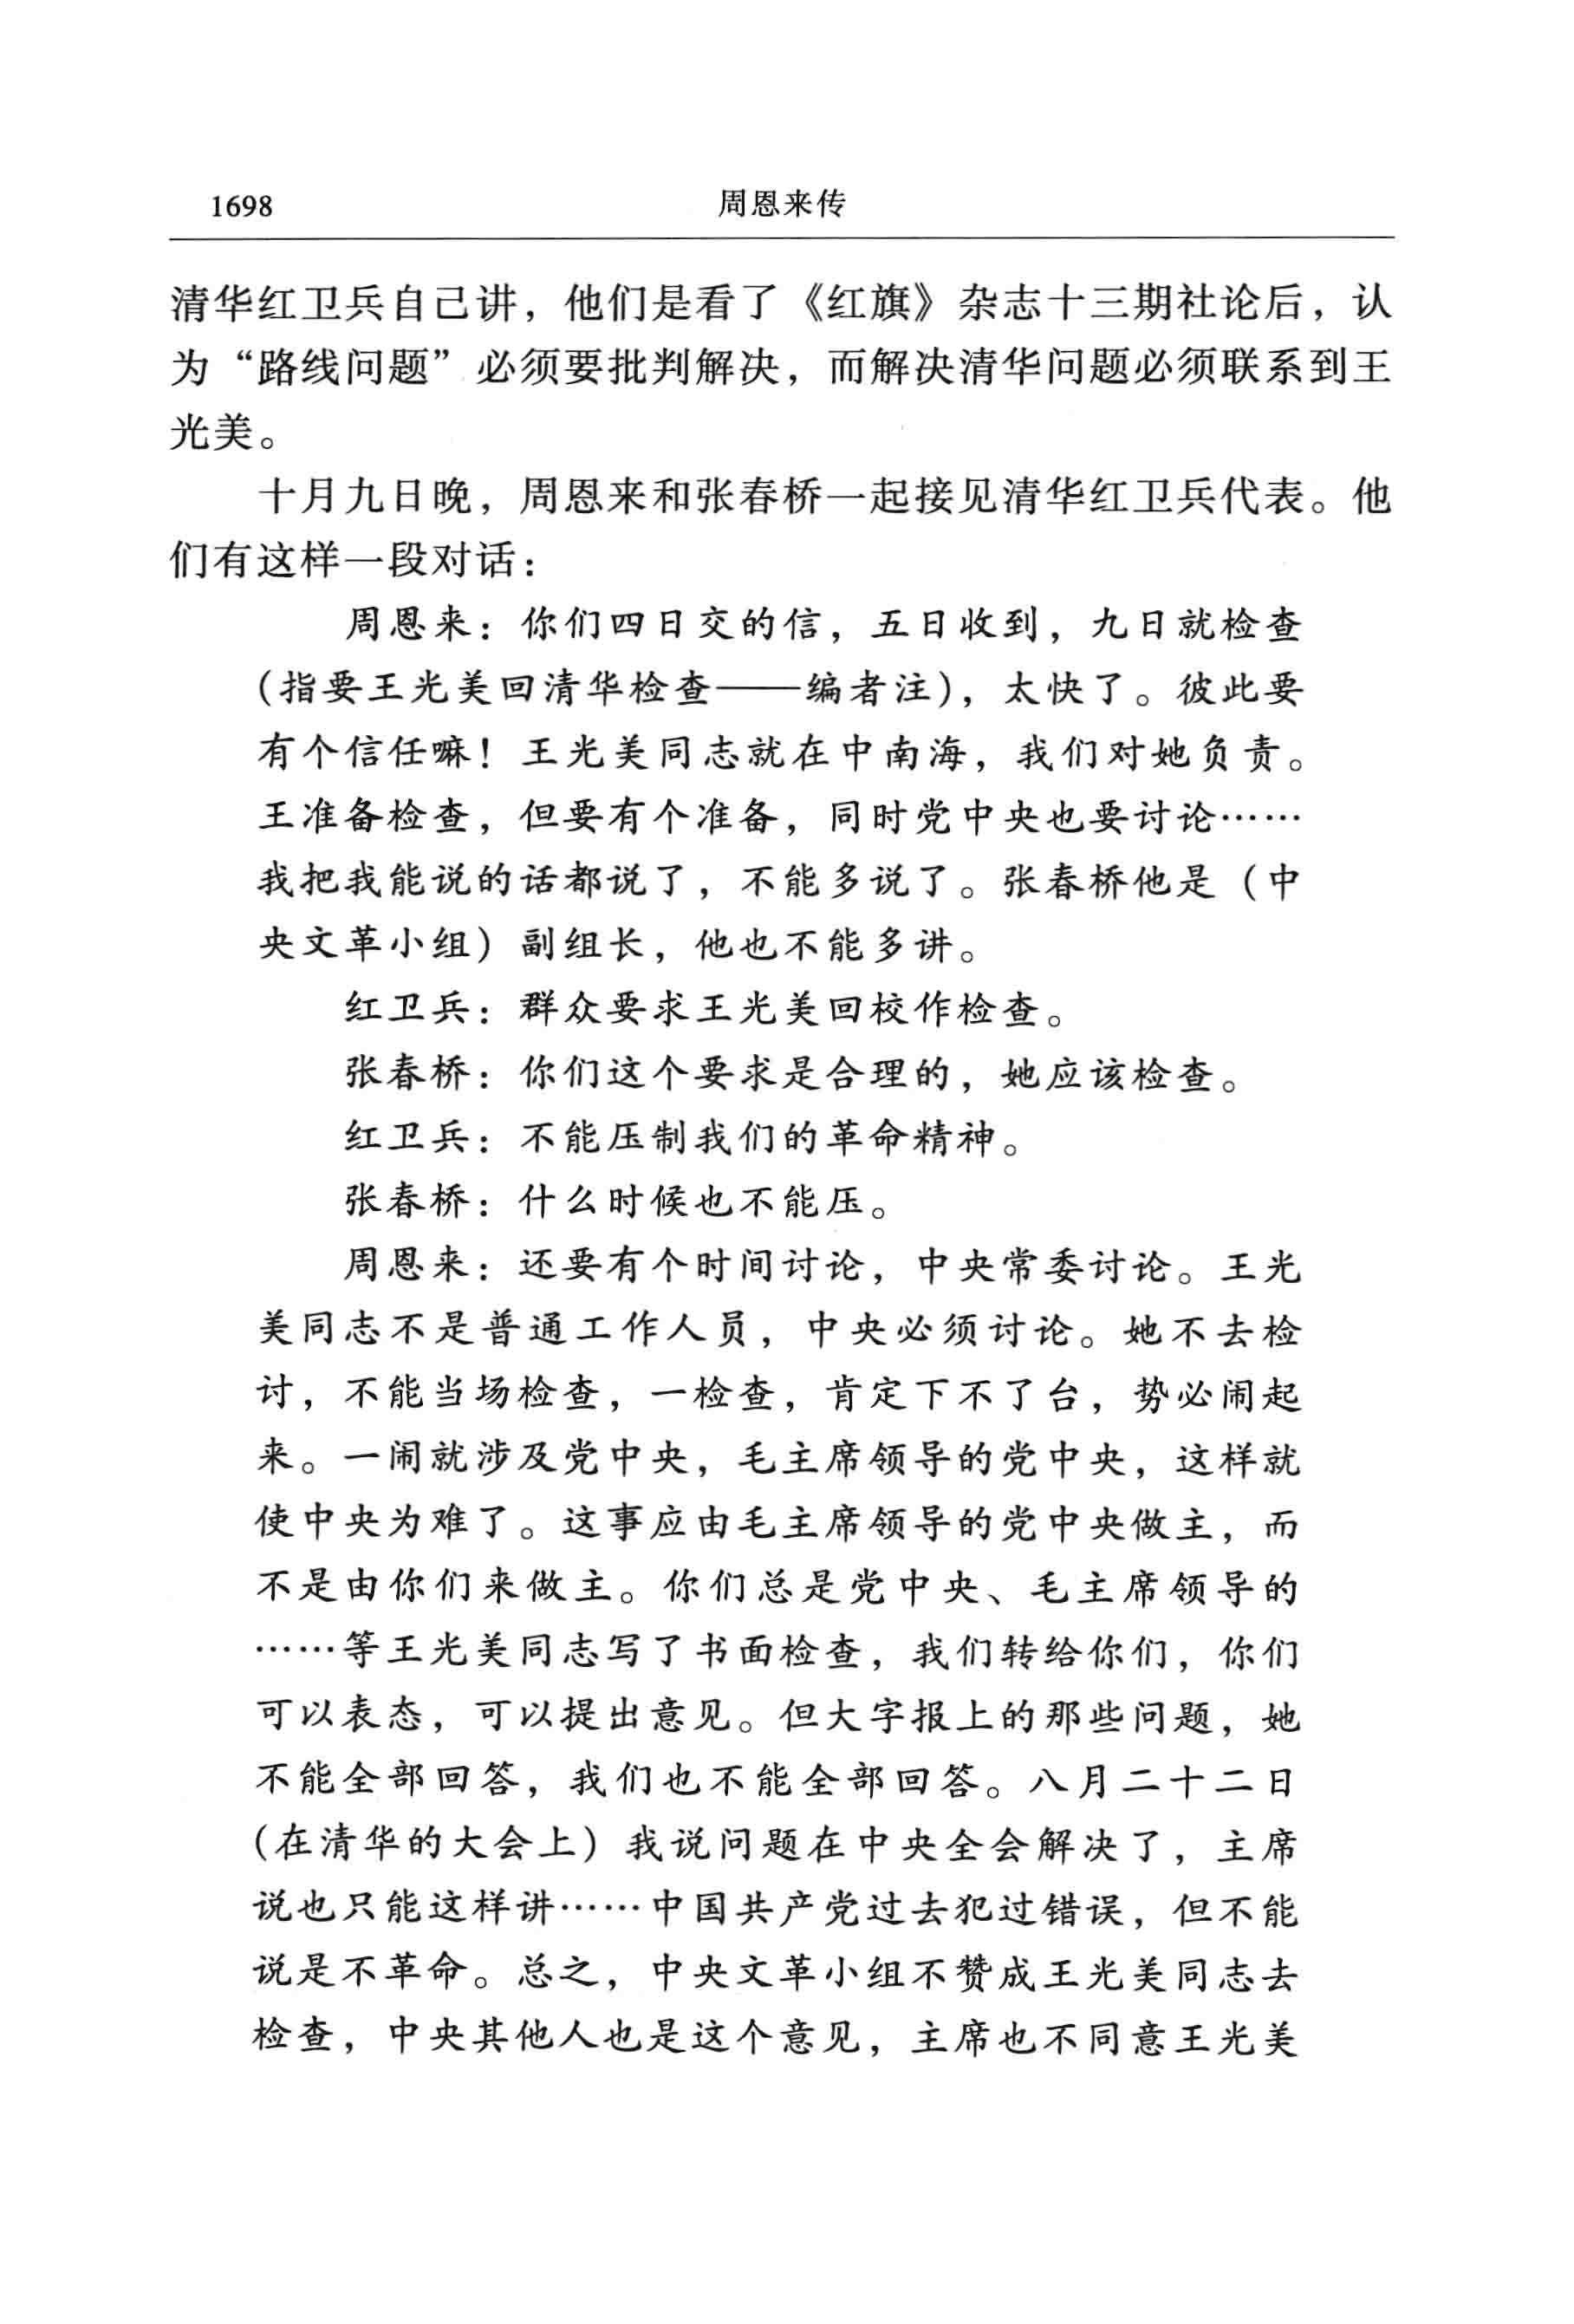 1698
周恩来传
清华红卫兵自己讲，他们是看了《红旗》杂志十三期社论后，认
为“路线问题”必须要批判解决，而解决清华问题必须联系到王
光美。
十月九日晚，周恩来和张春桥一起接见清华红卫兵代表。他
们有这样一段对话：
周恩来：你们四日交的信，五日收到，九日就检查
（指要王光美回清华检查——编者注），太快了。彼此要
有个信任嘛！王光美同志就在中南海，我们对她负责。
王准备检查，但要有个准备，同时党中央也要讨论……
我把我能说的话都说了，不能多说了。张春桥他是（中
央文革小组）副组长，他也不能多讲。
红卫兵：群众要求王光美回校作检查。
张春桥：你们这个要求是合理的，她应该检查。
红卫兵：不能压制我们的革命精神。
张春桥：什么时候也不能压。
周恩来：还要有个时间讨论，中央常委讨论。王光
美同志不是普通工作人员，中央必须讨论。她不去检
讨，不能当场检查，一检查，肯定下不了台，势必闹起
来。一闹就涉及党中央，毛主席领导的党中央，这样就
使中央为难了。这事应由毛主席领导的党中央做主，而
不是由你们来做主。你们总是党中央、毛主席领导的
……等王光美同志写了书面检查，我们转给你们，你们
可以表态，可以提出意见。但大字报上的那些问题，她
不能全部回答，我们也不能全部回答。八月二十二日
（在清华的大会上）我说问题在中央全会解决了，主席
说也只能这样讲……中国共产党过去犯过错误，但不能
说是不革命。总之，中央文革小组不赞成王光美同志去
检查，中央其他人也是这个意见，主席也不同意王光美